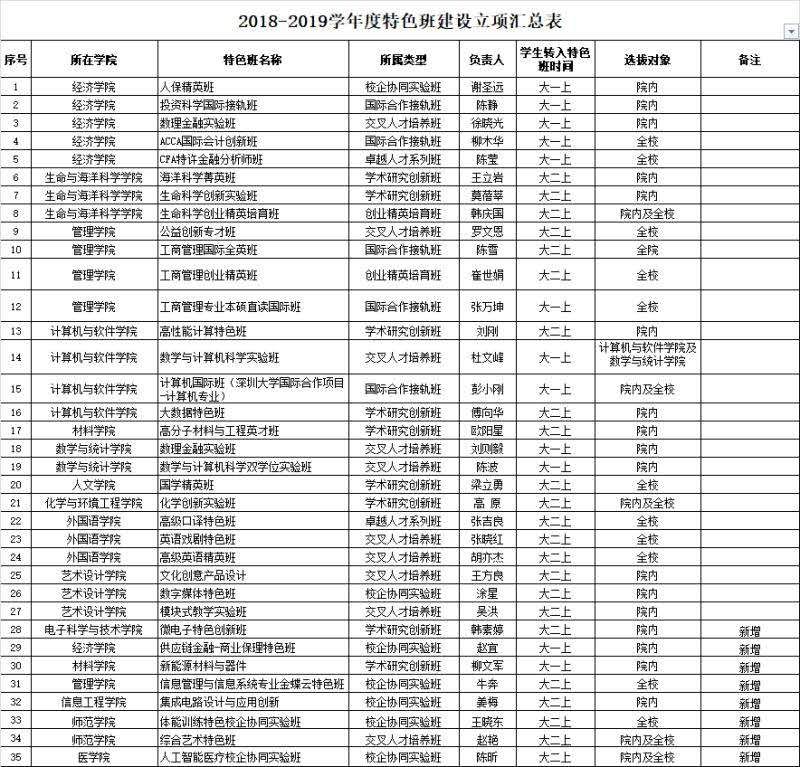 2018-2019学年度特色班建设立项汇总表
序号 所在学院 特色班名称 所属类型 负责人 学生转入特色班时间 选拔对象 备注
1 经济学院 人保精英班 校企协同实验班 谢圣远 大一上 院内
2 经济学院 投资科学国际接轨班 国际合作接轨班 陈静 大一上 院内
3 经济学院 数理金融实验班 交叉人才培养班 徐晓光 大一上 院内
4 经济学院 ACCA国际会计创新班 国际合作接轨班 柳木华 大一上 全校
5 经济学院 CFA特许金融分析师班 卓越人才系列班 陈莹 大一上 全校
6 生命与海洋科学学院 海洋科学菁英班 学术研究创新班 王立岩 大二上 院内
7 生命与海洋科学学院 生命科学创新实验班 学术研究创新班 莫蓓莘 大二上 院内
8 生命与海洋科学学院 生命科学创业精英培育班 创业精英培育班 韩庆国 大二上 院内及全校
9 管理学院 公益创新专才班 交叉人才培养班 罗文恩 大二上 全校
10 管理学院 工商管理国际全英班 国际合作接轨班 陈雪 大二上 全院
11 管理学院 工商管理创业精英班 创业精英培育班 崔世娟 大二上 全校
12 管理学院 工商管理专业本硕直读国际班 国际合作接轨班 张万坤 大一上 全校
13 计算机与软件学院 高性能计算特色班 学术研究创新班 刘刚 大二上 院内
14 计算机与软件学院 数学与计算机科学实验班 交叉人才培养班 杜文峰 大一上 计算机与软件学院及数学与统计学院
15 计算机与软件学院 计算机国际班（深圳大学国际合作项目-计算机专业） 国际合作接轨班 彭小刚 大一上 院内及全校
16 计算机与软件学院 大数据特色班 学术研究创新班 傅向华 大二上 院内
17 材料学院 高分子材料与工程英才班 学术研究创新班 欧阳星 大二上 院内
18 数学与统计学院 数理金融实验班 交叉人才培养班 刘则毅 大一上 院内
19 数学与统计学院 数学与计算机科学双学位实验班 交叉人才培养班 陈波 大一上 院内
20 人文学院 国学精英班 学术研究创新班 梁立勇 大二上 全校
21 化学与环境工程学院 化学创新实验班 学术研究创新班 高 原 大二上 院内及全校
22 外国语学院 高级口译特色班 卓越人才系列班 张吉良 大二上 全校
23 外国语学院 英语戏剧特色班 交叉人才培养班 张晓红 大二上 全校
24 外国语学院 高级英语精英班 交叉人才培养班 胡亦杰 大二上 全校
25 艺术设计学院 文化创意产品设计 交叉人才培养班 王方良 大二上 院内
26 艺术设计学院 数字媒体特色班 校企协同实验班 涂星 大二上 院内
27 艺术设计学院 模块式教学实验班 交叉人才培养班 吴洪 大二上 院内
28 电子科学与技术学院 微电子特色创新班 学术研究创新班 韩素婷 大二上 院内 新增
29 经济学院 供应链金融-商业保理特色班 校企协同实验班 赵宣 大一上 院内 新增
30 材料学院 新能源材料与器件 学术研究创新班 柳文军 大一上 院内 新增
31 管理学院 信息管理与信息系统专业金蝶云特色班 校企协同实验班 牛奔 大二上 全校 新增
32 信息工程学院 集成电路设计与应用创新 校企协同实验班 姜梅 大二上 院内 新增
33 师范学院 体能训练特色校企协同实验班 校企协同实验班 王晓东 大二上 全校 新增
34 师范学院 综合艺术特色班 交叉人才培养班 赵艳 大二上 院内及全校 新增
35 医学院 人工智能医疗校企协同实验班 校企协同实验班 陈昕 大二上 院内及全校 新增